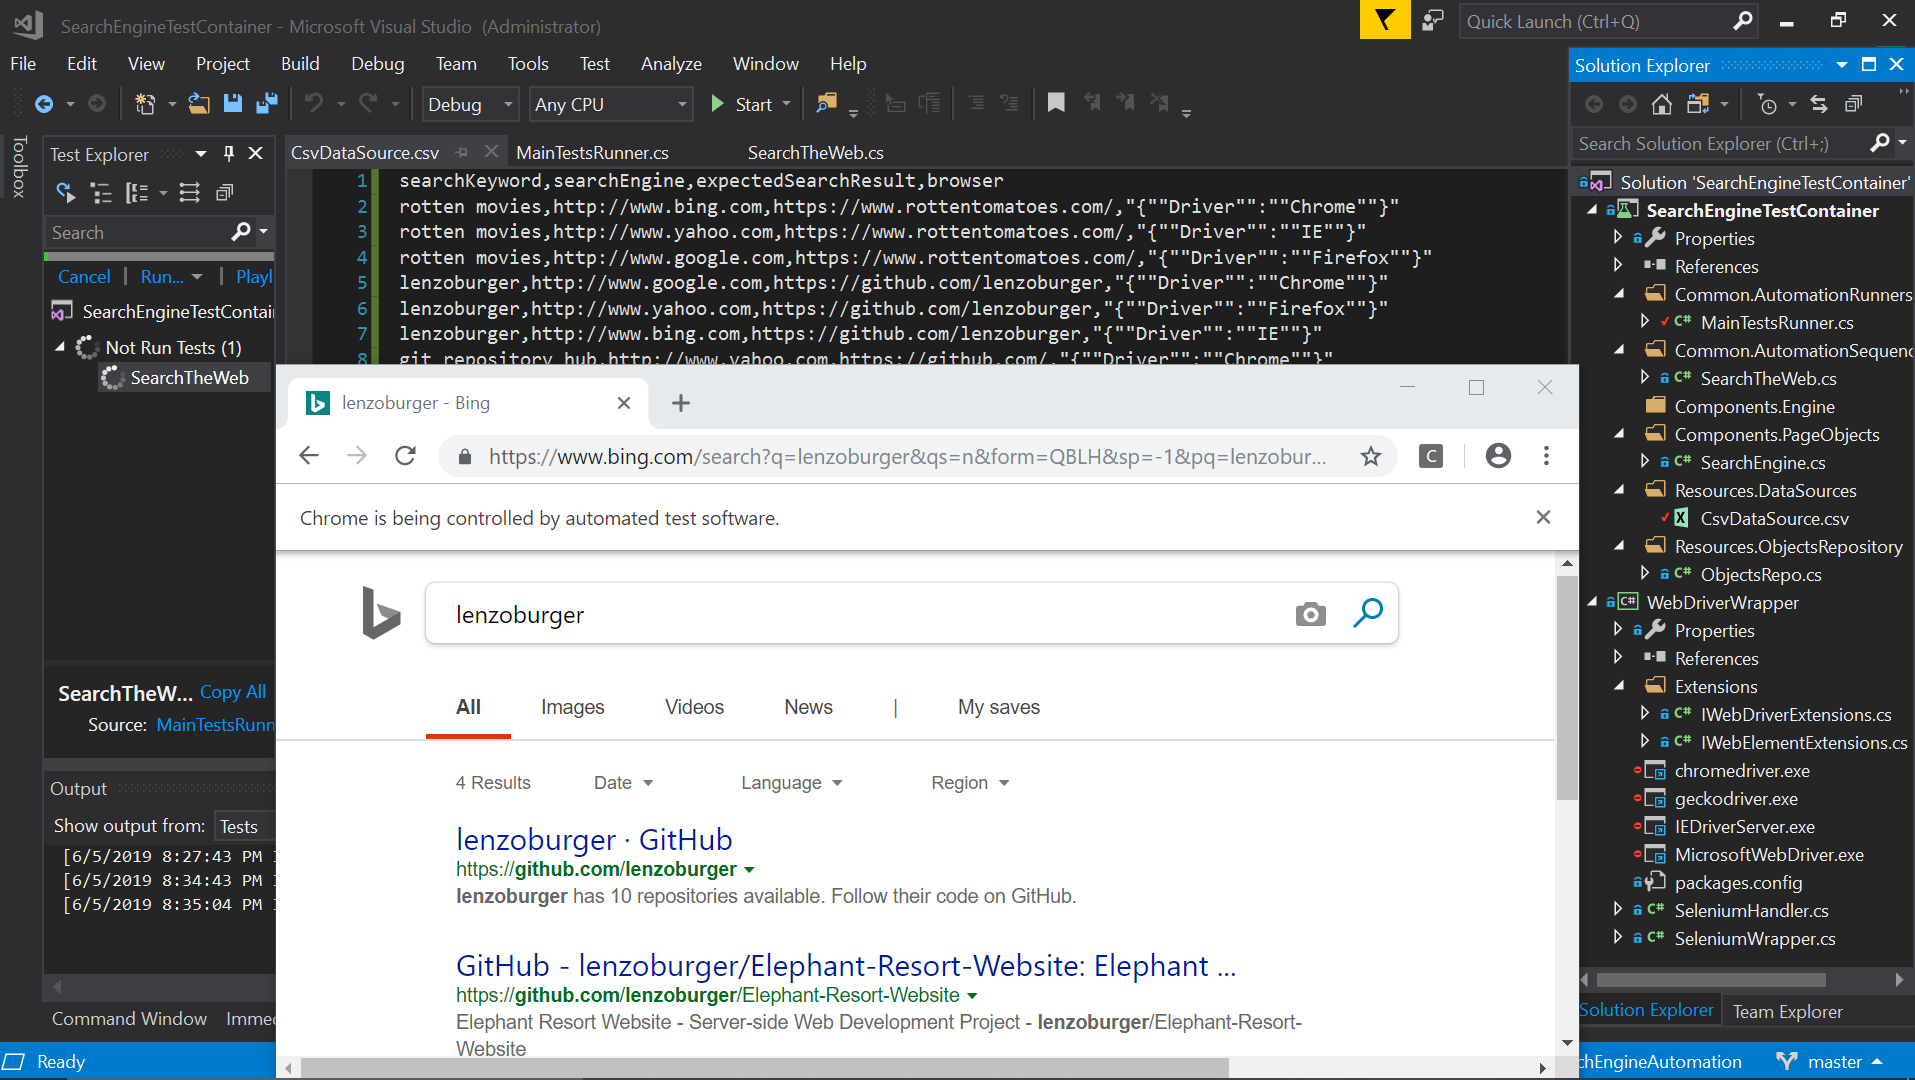 SearchEngineTestContainer - Microsoft Visual Studio (Administrator)
Quick Launch (Ctrl+Q)
File Edit View Project Build Debug Team Tools Test Analyze Window Help
Debug Any CPU Start
Toolbox
Test Explorer
Search
Cancel | Run... | Playl
SearchEngineTestContai
Not Run Tests (1)
SearchTheWeb
SearchTheW... Copy All
Source: MainTestsRunn
Output
Show output from: Tests
[6/5/2019 8:27:43 PM
[6/5/2019 8:34:43 PM
[6/5/2019 8:35:04 PM
Command Window Immed
Ready
CsvDataSource.csv MainTestsRunner.cs SearchTheWeb.cs
1 searchKeyword,searchEngine,expectedSearchResult,browser
2 rotten movies,http://www.bing.com,https://www.rottentomatoes.com/,"{""Driver"":""Chrome""}"
3 rotten movies,http://www.yahoo.com,https://www.rottentomatoes.com/,"{""Driver"":""IE""}"
4 rotten movies,http://www.google.com,https://www.rottentomatoes.com/,"{""Driver"":""Firefox""}"
5 lenzoburger,http://www.google.com,https://github.com/lenzoburger,"{""Driver"":""Chrome""}"
6 lenzoburger,http://www.yahoo.com,https://github.com/lenzoburger,"{""Driver"":""Firefox""}"
7 lenzoburger,http://www.bing.com,https://github.com/lenzoburger,"{""Driver"":""IE""}"
8 git repository hub,http://www.yahoo.com,https://github.com/,"{""Driver"":""Chrome""}"
lenzoburger - Bing
https://www.bing.com/search?q=lenzoburger&qs=n&form=QBLH&sp=-1&pq=lenzobur...
C
Chrome is being controlled by automated test software.
lenzoburger
All Images Videos News | My saves
4 Results Date Language Region
lenzoburger · GitHub
https://github.com/lenzoburger
lenzoburger has 10 repositories available. Follow their code on GitHub.
GitHub - lenzoburger/Elephant-Resort-Website: Elephant ...
https://github.com/lenzoburger/Elephant-Resort-Website
Elephant Resort Website - Server-side Web Development Project - lenzoburger/Elephant-Resort-
Website
Solution Explorer
Search Solution Explorer (Ctrl+;)
Solution 'SearchEngineTestContainer'
SearchEngineTestContainer
Properties
References
Common.AutomationRunners
C# MainTestsRunner.cs
Common.AutomationSequenc
C# SearchTheWeb.cs
Components.Engine
Components.PageObjects
C# SearchEngine.cs
Resources.DataSources
CsvDataSource.csv
Resources.ObjectsRepository
C# ObjectsRepo.cs
C# WebDriverWrapper
Properties
References
Extensions
C# IWebDriverExtensions.cs
C# IWebElementExtensions.cs
chromedriver.exe
geckodriver.exe
IEDriverServer.exe
MicrosoftWebDriver.exe
packages.config
C# SeleniumHandler.cs
C# SeleniumWrapper.cs
Solution Explorer Team Explorer
chEngineAutomation master